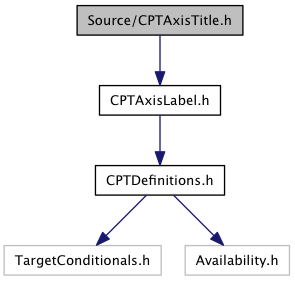 Source/CPTAxisTitle.h
CPTAxisLabel.h
CPTDefinitions.h
TargetConditionals.h
Availability.h